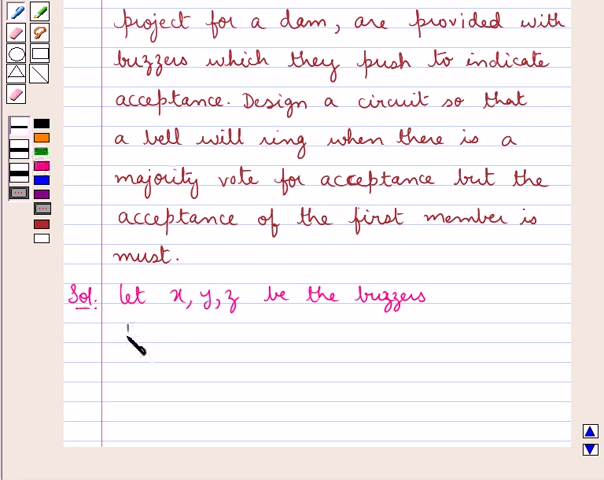 project for a dam, are provided with
buzzers which they push to indicate
acceptance. Design a circuit so that
a bell will ring when there is a
majority vote for acceptance but the
acceptance of the first member is
must.
Sol. let x, y, z be the buzzers